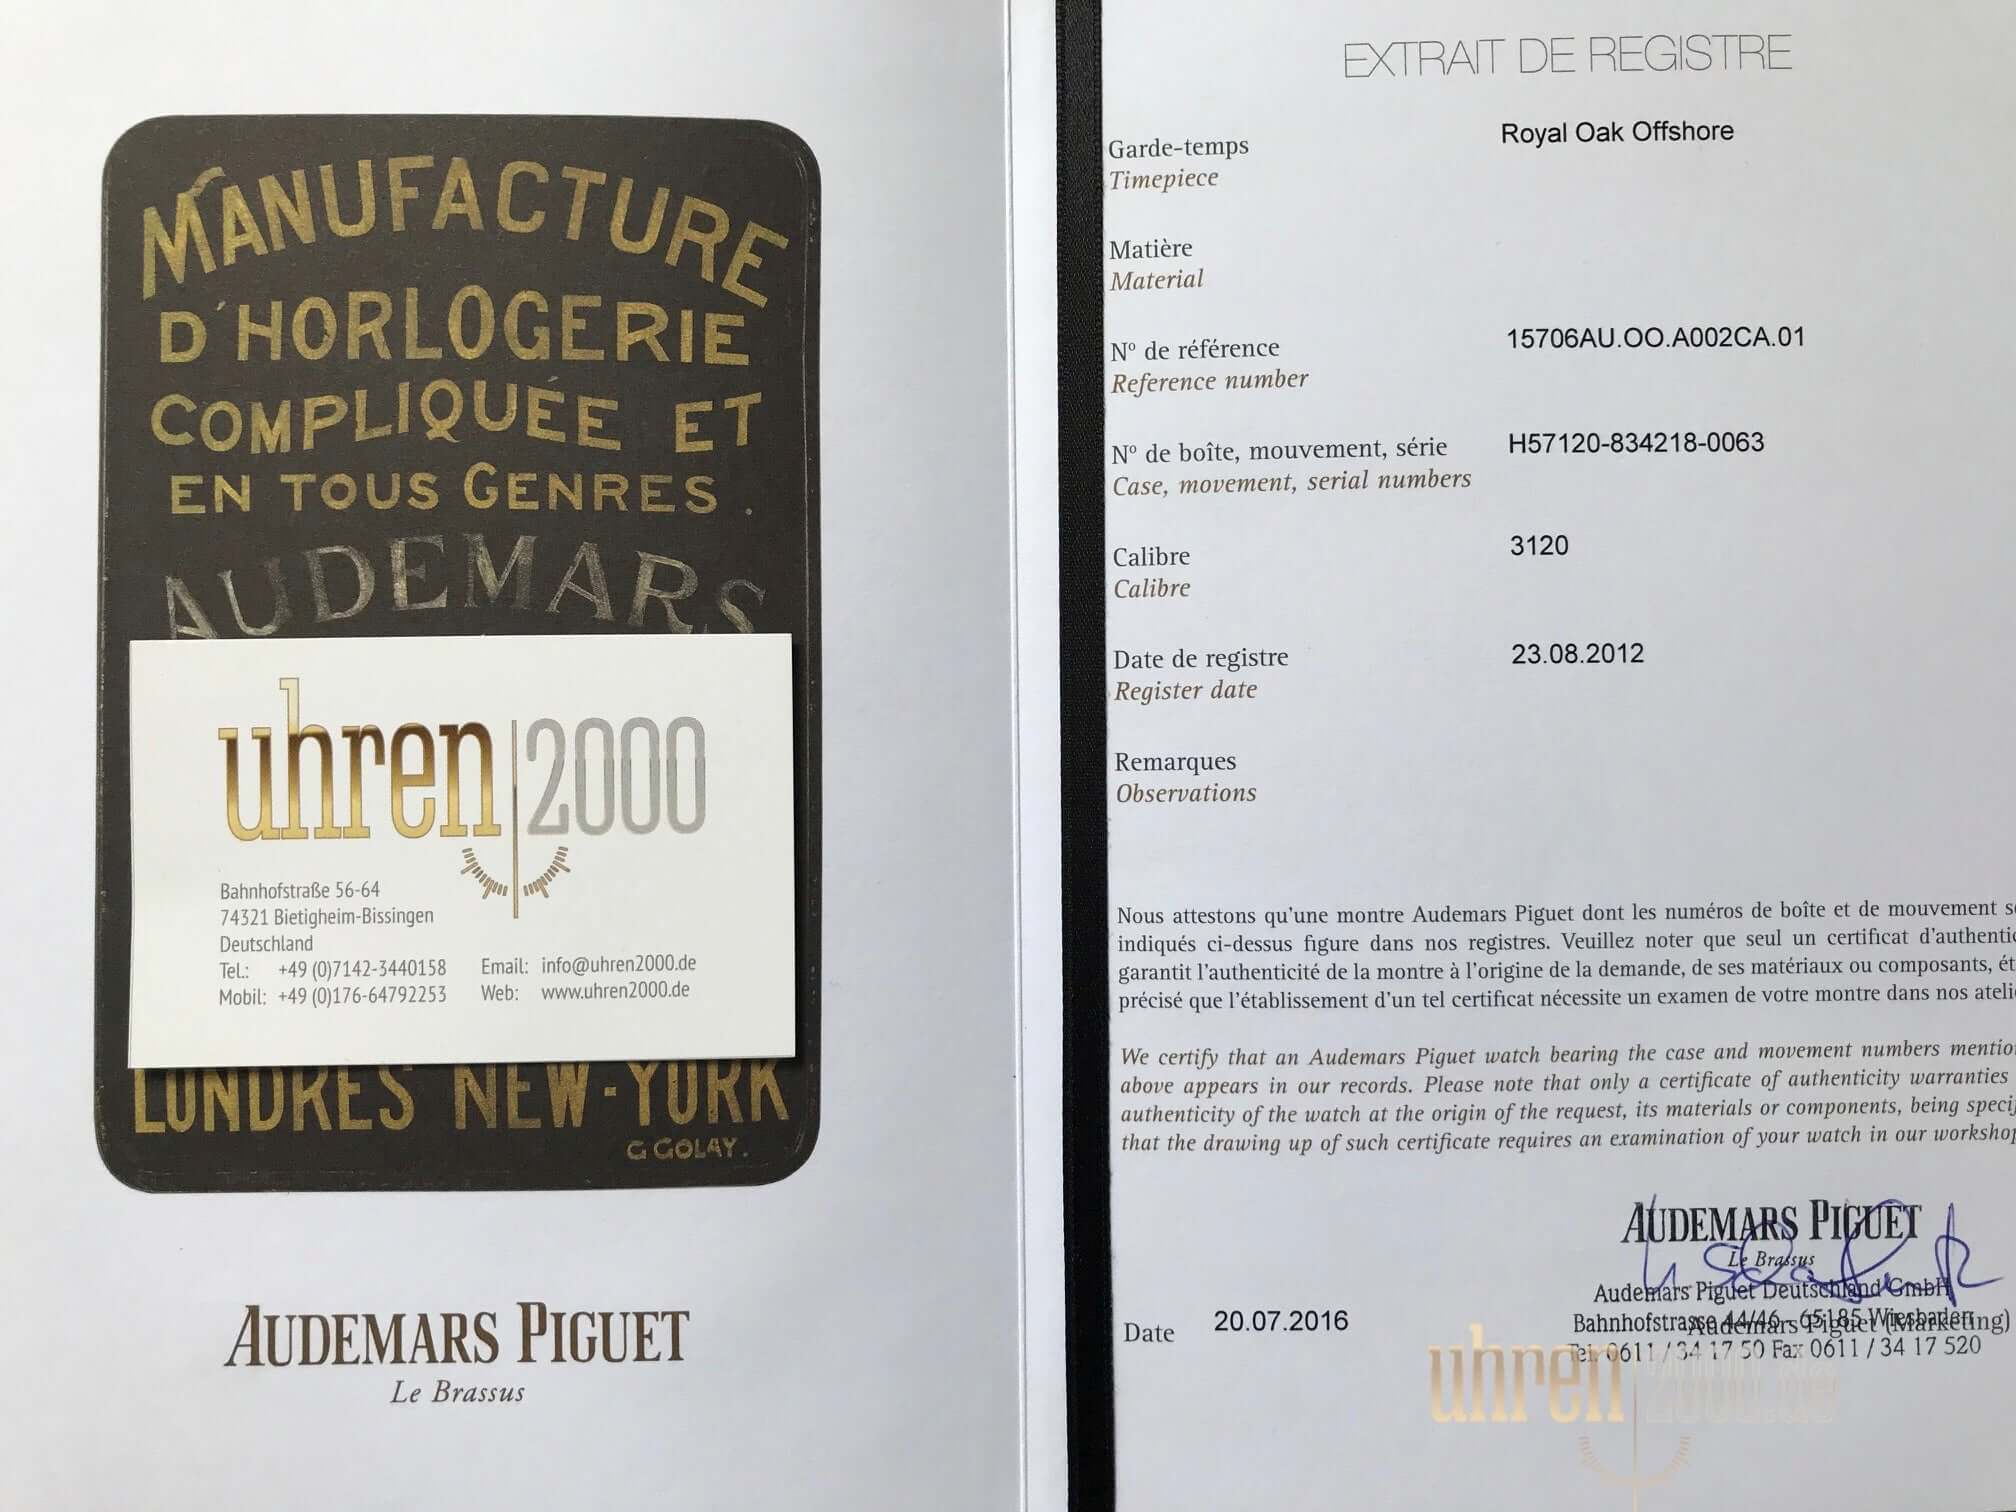 MANUFACTURE
D'HORLOGERIE
COMPLIQUÉE ET
EN TOUS GENRES.
AUDEMARS
uhren 2000
Bahnhofstraße 56-64
74321 Bietigheim-Bissingen
Deutschland
Tel.: +49 (0)7142-3440158
Mobil: +49 (0)176-64792253
Email: info@uhren2000.de
Web: www.uhren2000.de
LONDRES NEW-YORK
G GOLAY.
AUDEMARS PIGUET
Le Brassus
EXTRAIT DE REGISTRE
Garde-temps
Timepiece
Royal Oak Offshore
Matière
Material
Nº de référence
Reference number
15706AU.OO.A002CA.01
Nº de boîte, mouvement, série
Case, movement, serial numbers
H57120-834218-0063
Calibre
Calibre
3120
Date de registre
Register date
23.08.2012
Remarques
Observations
Nous attestons qu'une montre Audemars Piguet dont les numéros de boîte et de mouvement
indiqués ci-dessus figure dans nos registres. Veuillez noter que seul un certificat
garantit l'authenticité de la montre à l'origine de la demande, de ses matériaux ou composants,
précisé que l'établissement d'un tel certificat nécessite un examen de votre montre dans nos
We certify that an Audemars Piguet watch bearing the case and movement numbers
above appears in our records. Please note that only a certificate of authenticity warranties
authenticity of the watch at the origin of the request, its materials or components, being
that the drawing up of such certificate requires an examination of your watch in our
AUDEMARS PIGUET
Le Brassus
Audemars Piguet Deutschland GmbH
Bahnhofstrasse 44/46 - 65185 Wiesbaden
Audemars Piguet (Marketing)
Tel. 0611 / 34 17 50 Fax 0611 / 34 17 520
Date 20.07.2016
uhren 2000.de